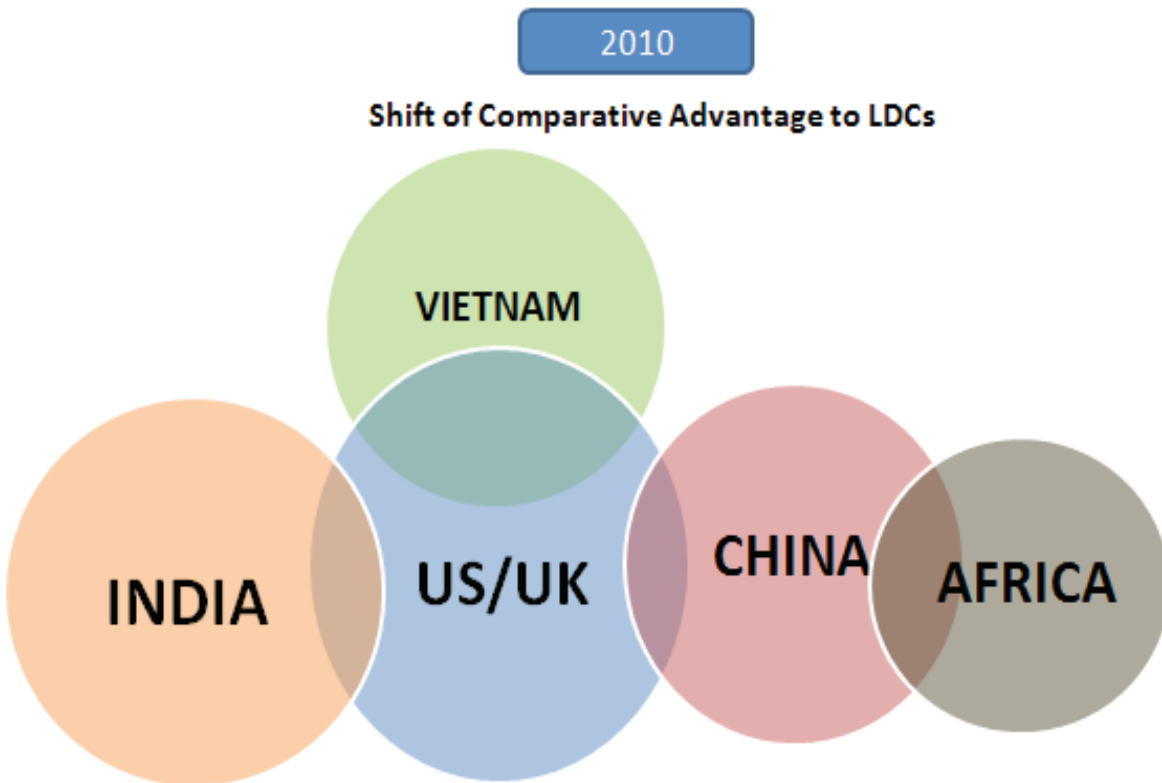 2010
Shift of Comparative Advantage to LDCs
VIETNAM
INDIA
US/UK
CHINA
AFRICA